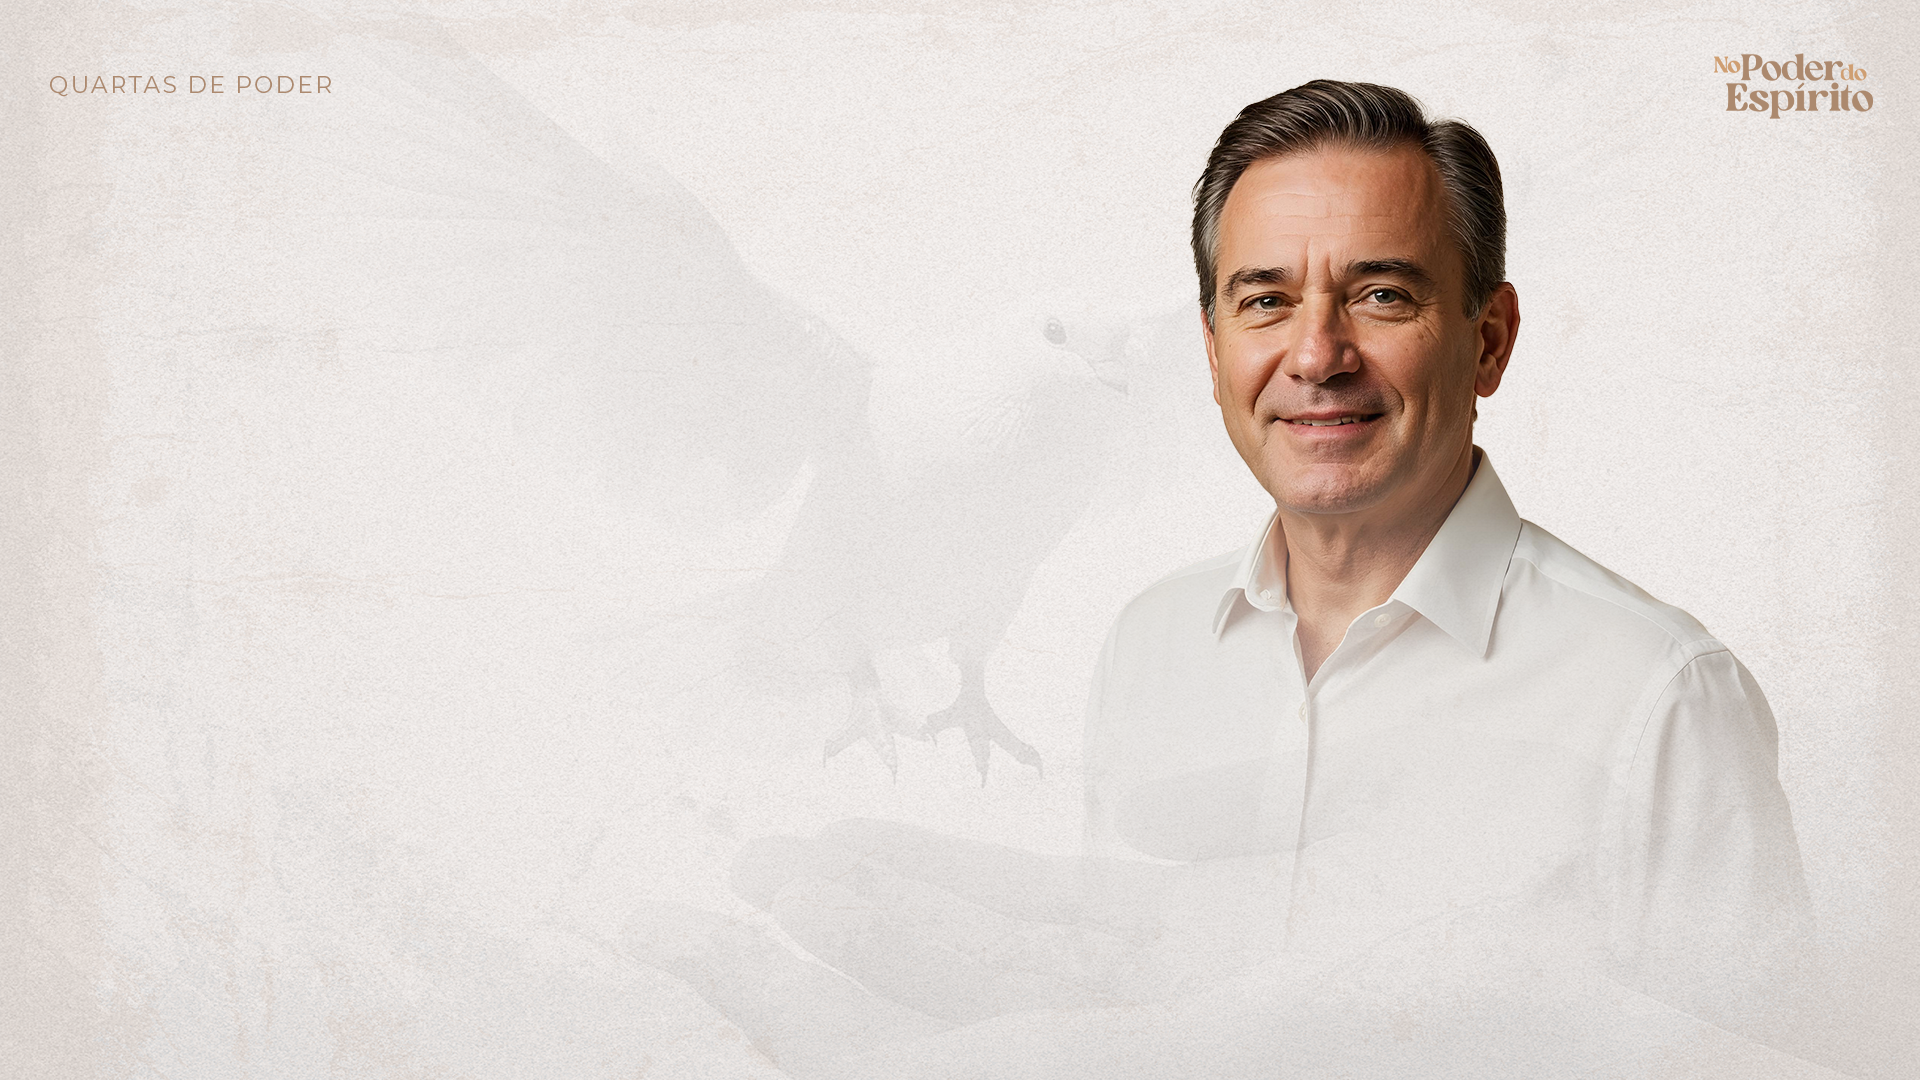 QUARTAS DE PODER
No Poder do
Espírito